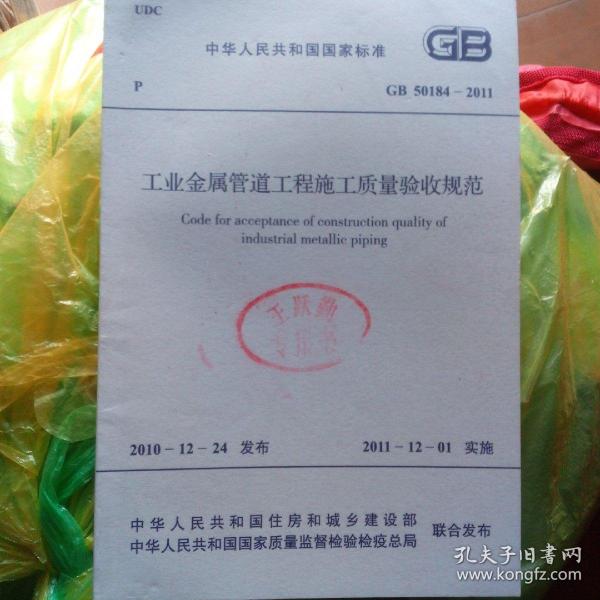 UDC
中华人民共和国国家标准
GB
P
GB 50184-2011
工业金属管道工程施工质量验收规范
Code for acceptance of construction quality of
industrial metallic piping
王跃勤
2010-12-24 发布
2011-12-01 实施
中华人民共和国住房和城乡建设部
中华人民共和国国家质量监督检验检疫总局
联合发布
孔夫子旧书网
www.kongfz.com